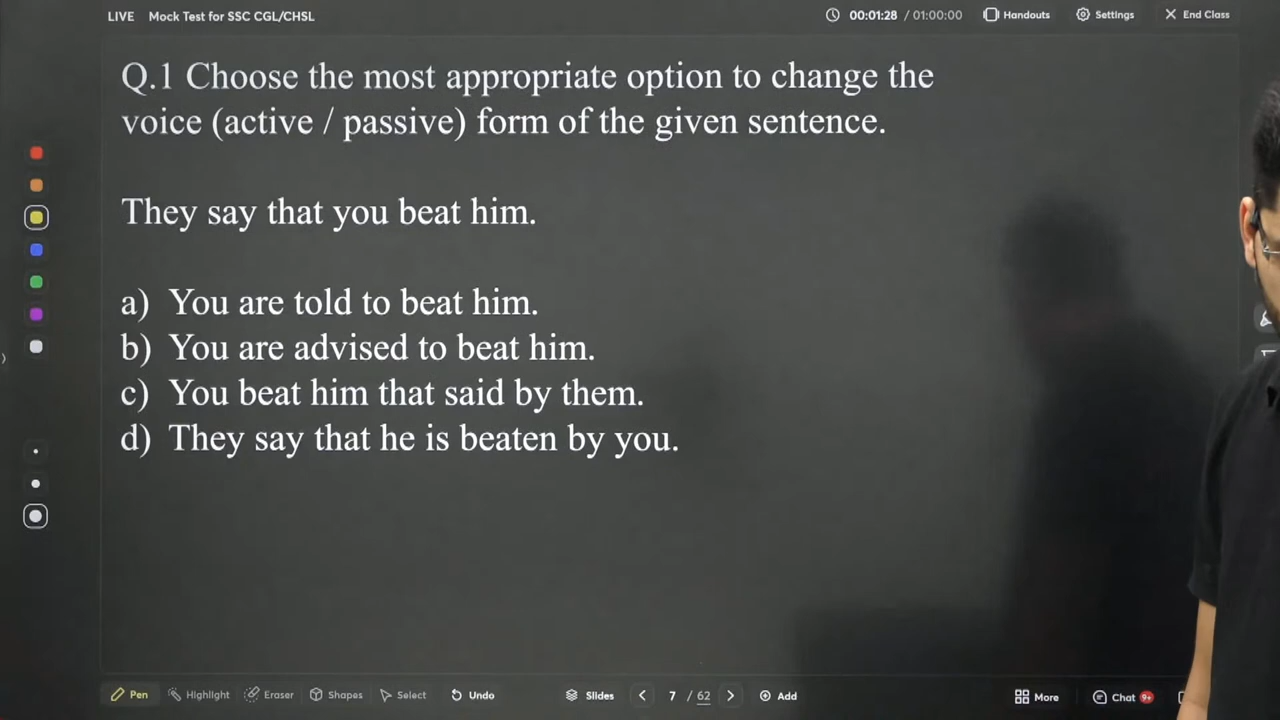 LIVE Mock Test for SSC CGL/CHSL 00:01:28 / 01:00:00 Handouts Settings End Class
Q.1 Choose the most appropriate option to change the
voice (active / passive) form of the given sentence.
They say that you beat him.
a) You are told to beat him.
b) You are advised to beat him.
c) You beat him that said by them.
d) They say that he is beaten by you.
Pen Highlight Eraser Shapes Select Undo Slides 7 / 62 Add More Chat 9+